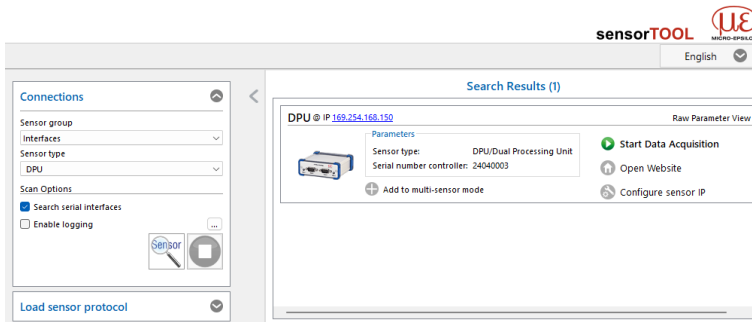 sensorTOOL
με
MICRO-EPSILON
English
Connections
Sensor group
Interfaces
Sensor type
DPU
Scan Options
Search serial interfaces
Enable logging
...
Sensor
Load sensor protocol
Search Results (1)
DPU @ IP 169.254.168.150
Raw Parameter View
Parameters
Sensor type: DPU/Dual Processing Unit
Serial number controller: 24040003
Add to multi-sensor mode
Start Data Acquisition
Open Website
Configure sensor IP